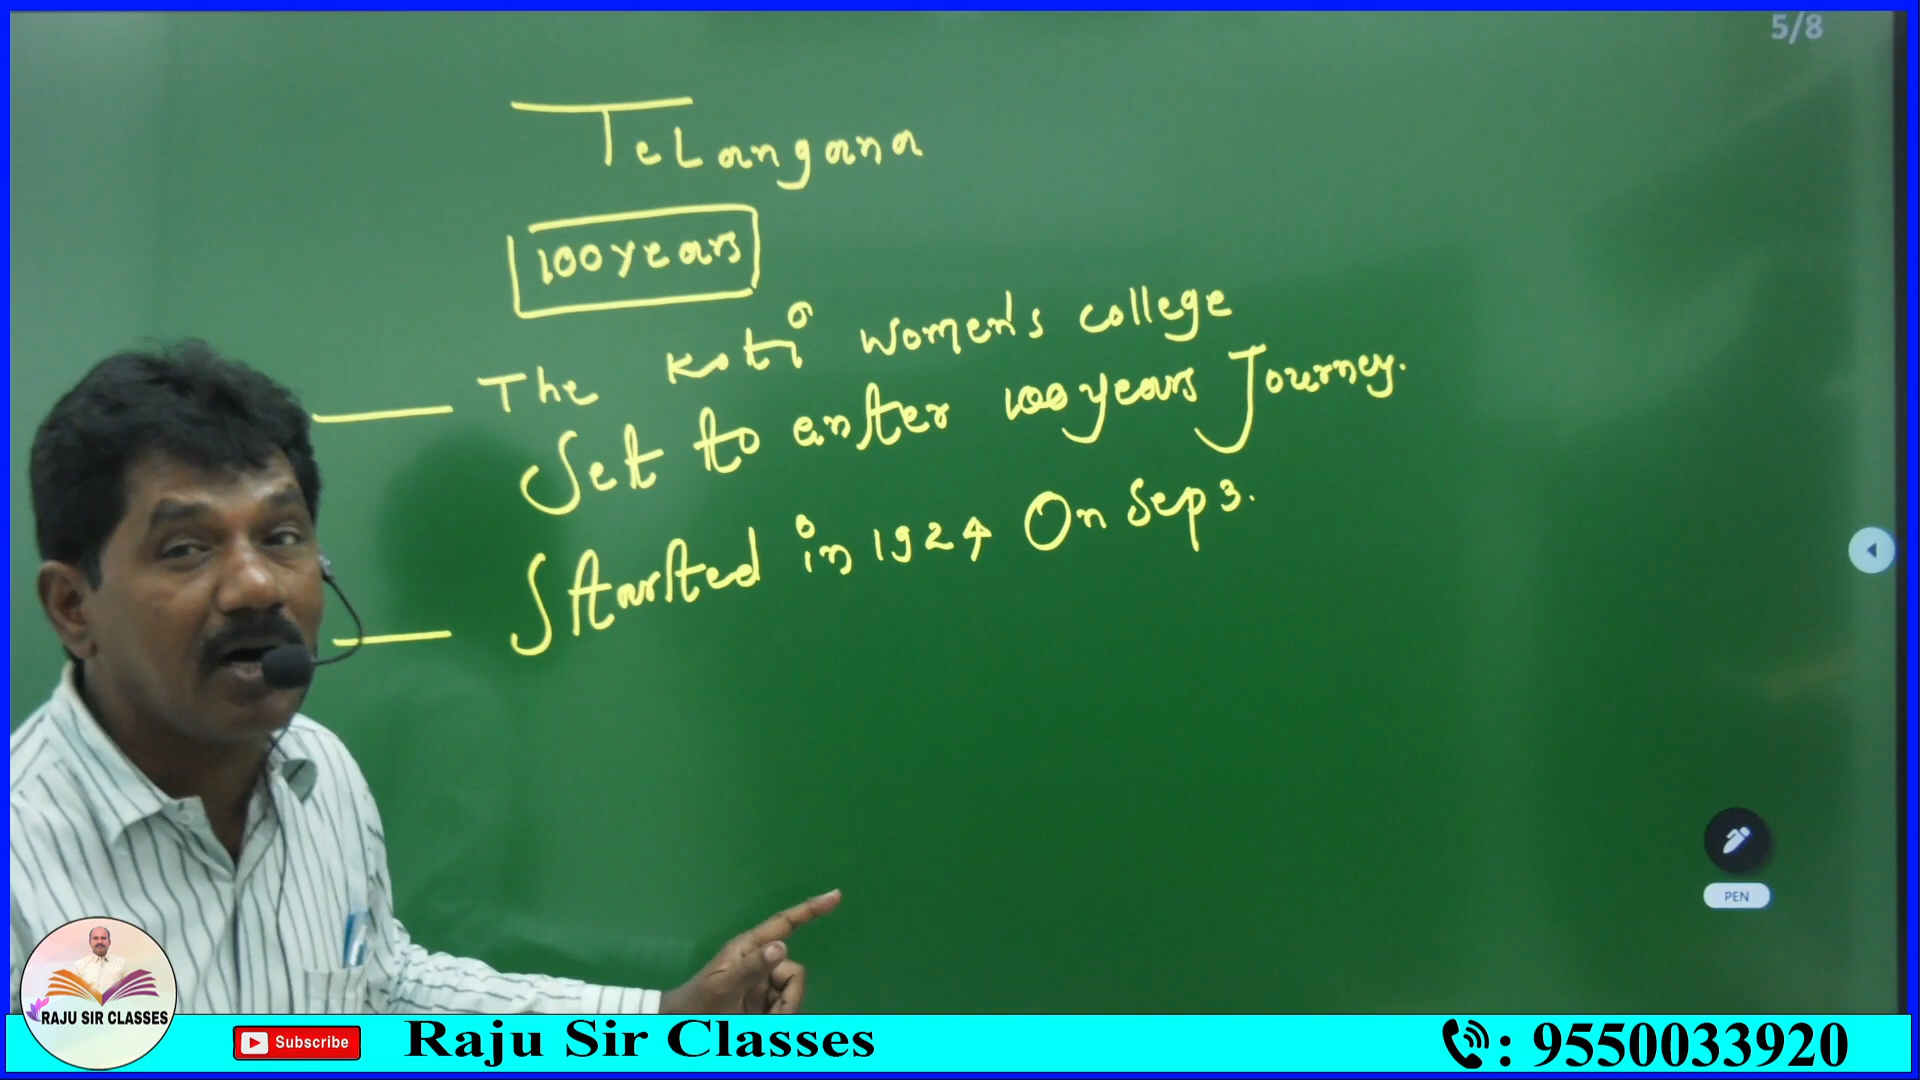 5/8
Telangana
100 years
The Koti Women's college
Set to enter 100 years Journey.
Started in 1924 On Sep 3.
PEN
RAJU SIR CLASSES
Subscribe
Raju Sir Classes
: 9550033920